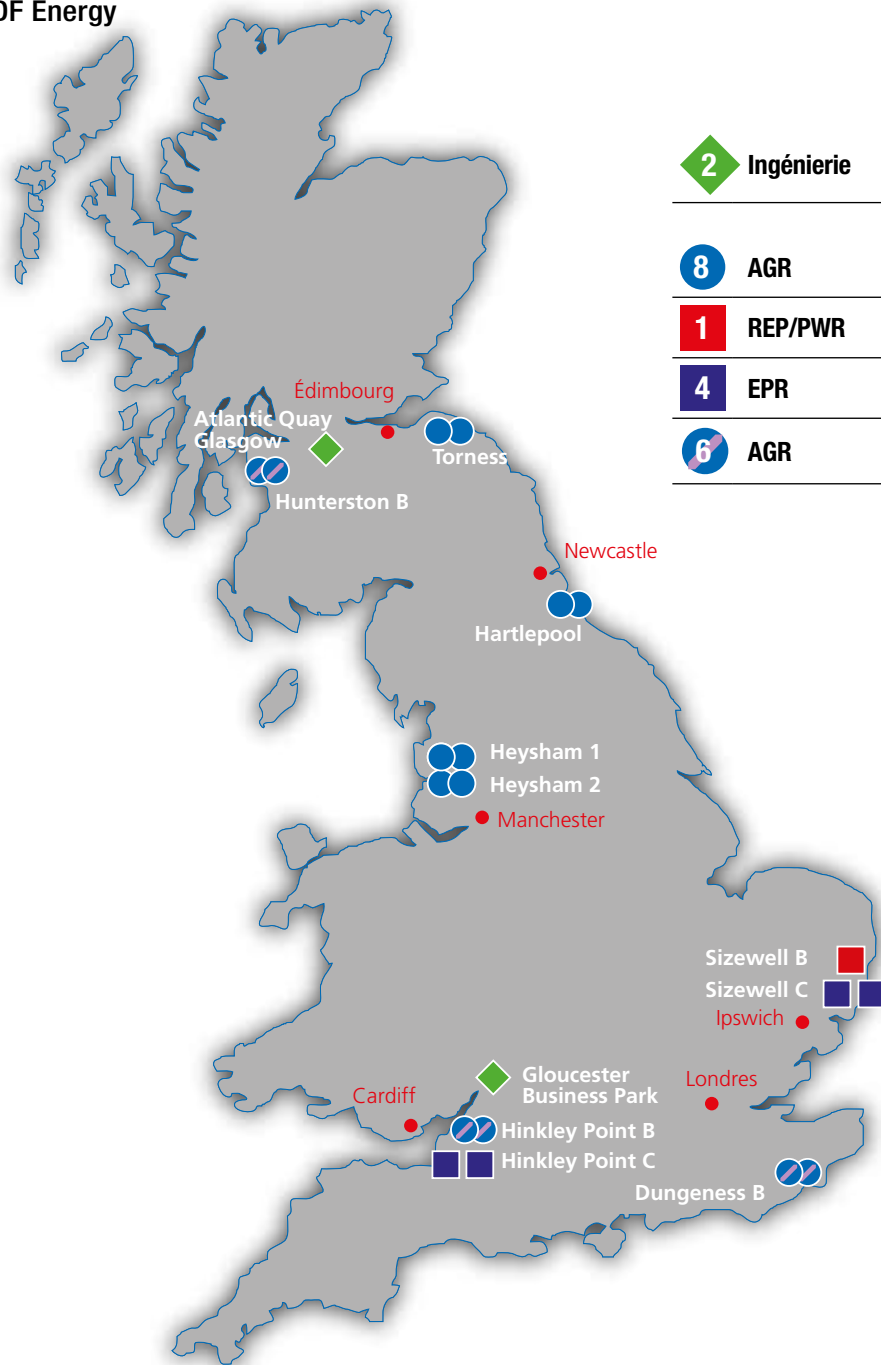 DF Energy
2 Ingénierie
8 AGR
1 REP/PWR
4 EPR
6 AGR
Édimbourg
Atlantic Quay
Glasgow
Torness
Hunterston B
Newcastle
Hartlepool
Heysham 1
Heysham 2
Manchester
Sizewell B
Sizewell C
Ipswich
Gloucester
Business Park
Londres
Cardiff
Hinkley Point B
Hinkley Point C
Dungeness B